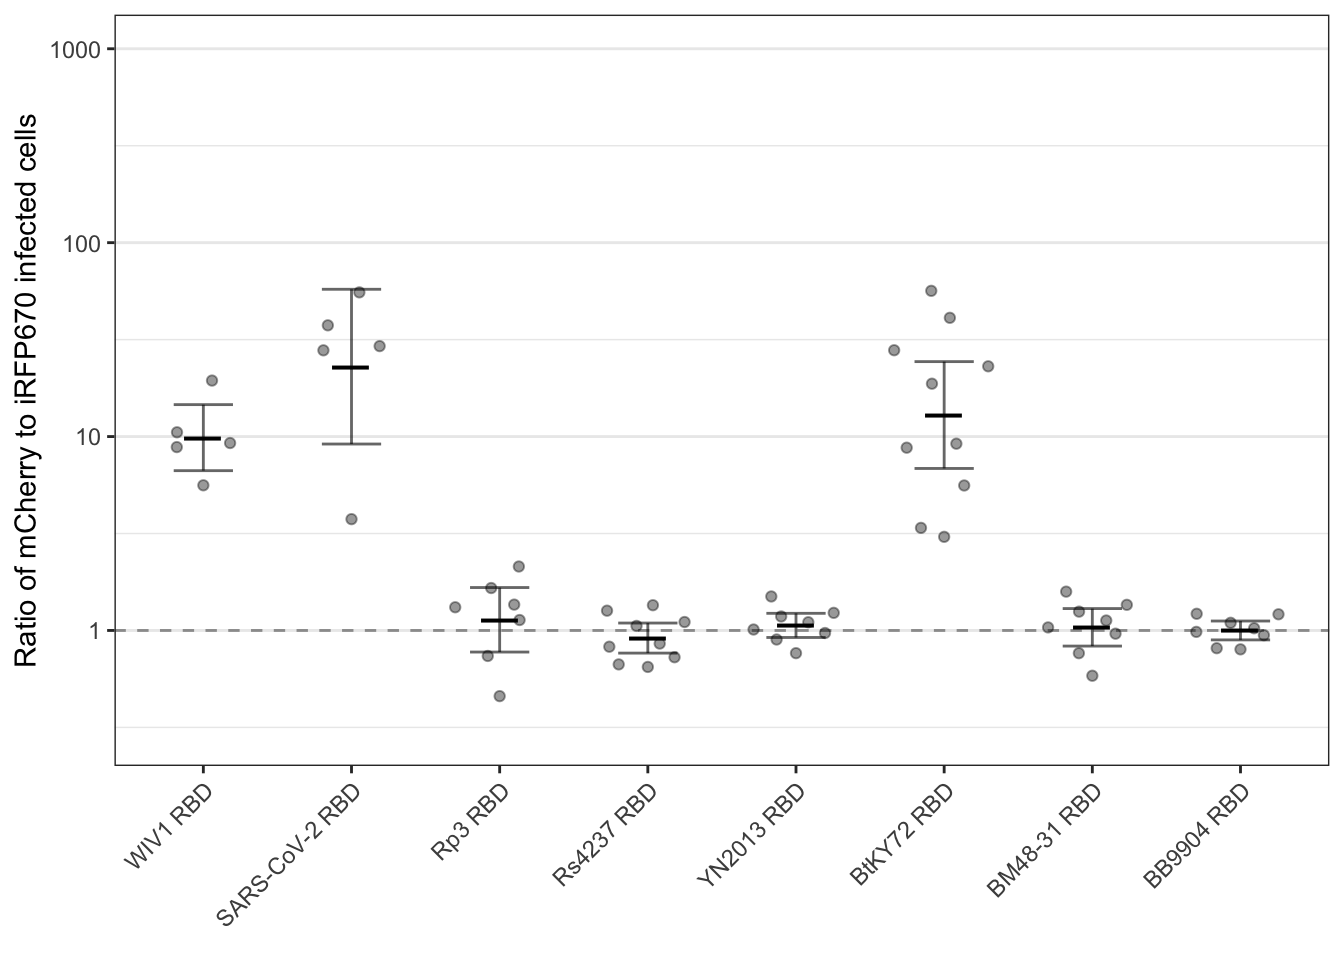 Ratio of mCherry to iRFP670 infected cells
1000
100
10
1
WIV1 RBD
SARS-CoV-2 RBD
Rp3 RBD
Rs4237 RBD
YN2013 RBD
BtKY72 RBD
BM48-31 RBD
BB9904 RBD